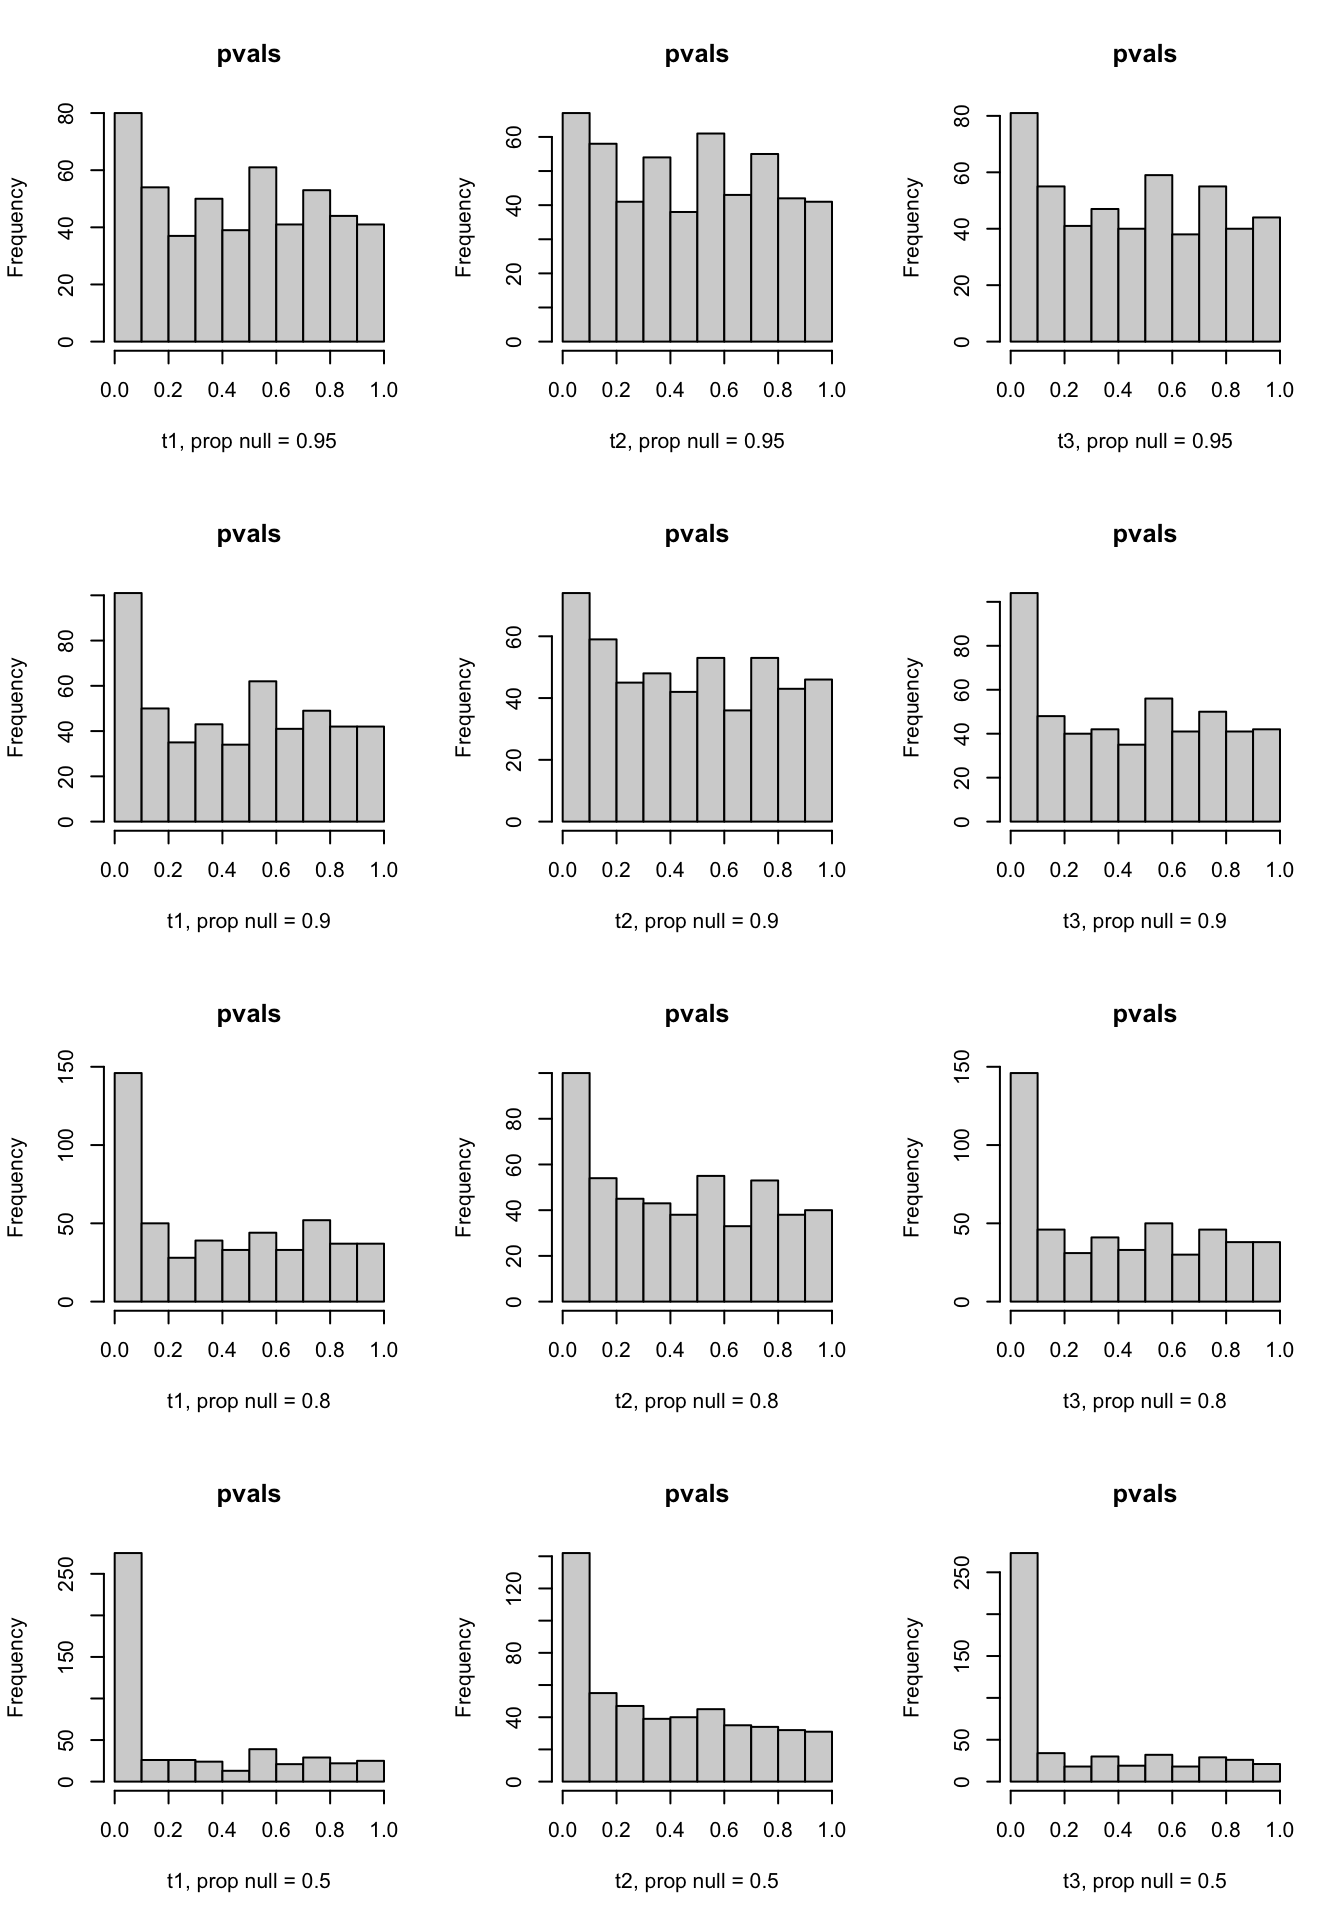 pvals pvals pvals
Frequency Frequency Frequency
0 20 40 60 80 0 20 40 60 0 20 40 60 80
0.0 0.2 0.4 0.6 0.8 1.0 0.0 0.2 0.4 0.6 0.8 1.0 0.0 0.2 0.4 0.6 0.8 1.0
t1, prop null = 0.95 t2, prop null = 0.95 t3, prop null = 0.95
pvals pvals pvals
Frequency Frequency Frequency
0 20 40 60 80 0 20 40 60 0 20 40 60 80
0.0 0.2 0.4 0.6 0.8 1.0 0.0 0.2 0.4 0.6 0.8 1.0 0.0 0.2 0.4 0.6 0.8 1.0
t1, prop null = 0.9 t2, prop null = 0.9 t3, prop null = 0.9
pvals pvals pvals
Frequency Frequency Frequency
0 50 100 150 0 20 40 60 80 0 50 100 150
0.0 0.2 0.4 0.6 0.8 1.0 0.0 0.2 0.4 0.6 0.8 1.0 0.0 0.2 0.4 0.6 0.8 1.0
t1, prop null = 0.8 t2, prop null = 0.8 t3, prop null = 0.8
pvals pvals pvals
Frequency Frequency Frequency
0 50 150 250 0 40 80 120 0 50 150 250
0.0 0.2 0.4 0.6 0.8 1.0 0.0 0.2 0.4 0.6 0.8 1.0 0.0 0.2 0.4 0.6 0.8 1.0
t1, prop null = 0.5 t2, prop null = 0.5 t3, prop null = 0.5